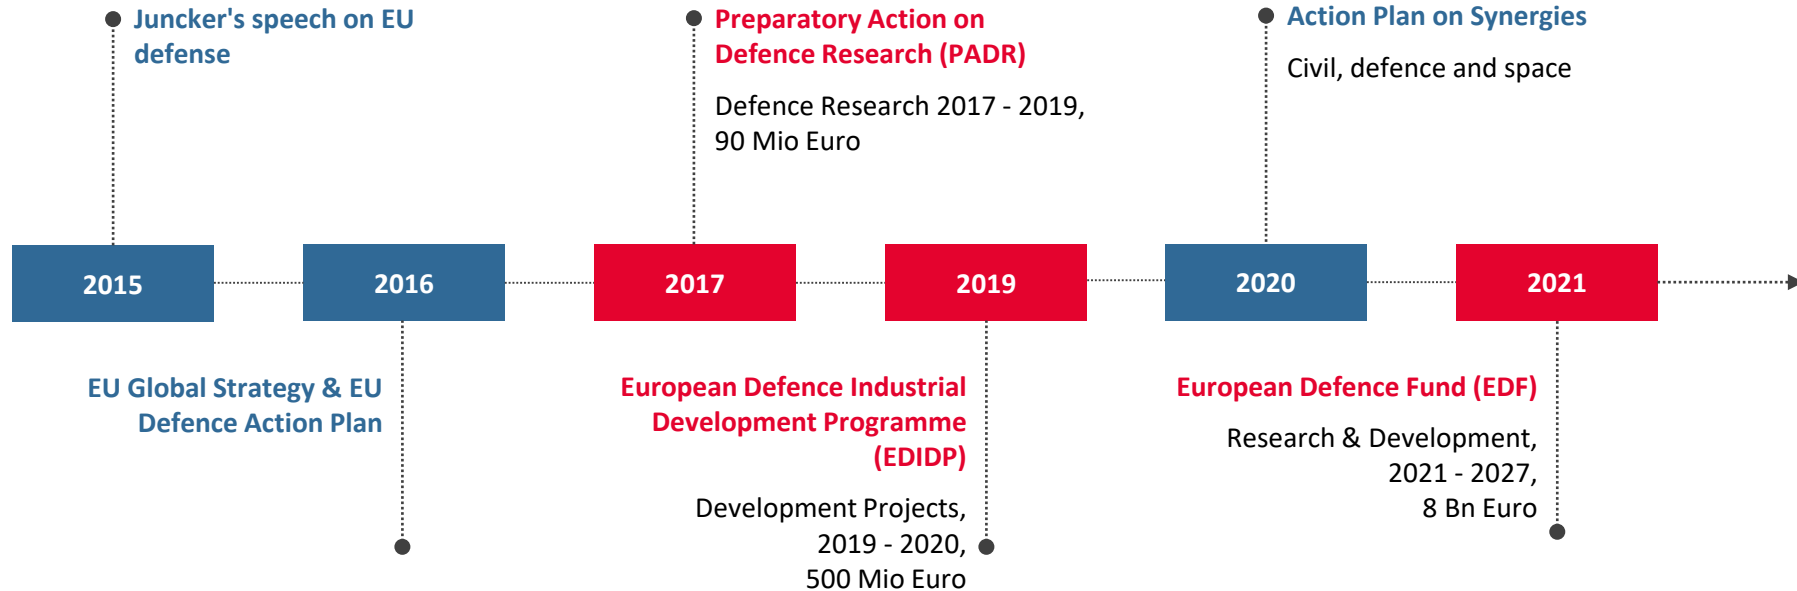 Juncker's speech on EU
defense
Preparatory Action on
Defence Research (PADR)
Defence Research 2017 - 2019,
90 Mio Euro
Action Plan on Synergies
Civil, defence and space
2015
2016
2017
2019
2020
2021
EU Global Strategy & EU
Defence Action Plan
European Defence Industrial
Development Programme
(EDIDP)
Development Projects,
2019 - 2020,
500 Mio Euro
European Defence Fund (EDF)
Research & Development,
2021 - 2027,
8 Bn Euro